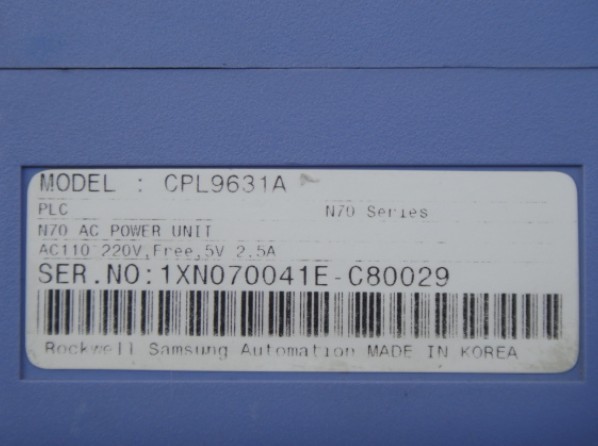 MODEL : CPL9631A
PLC N70 Series
N70 AC POWER UNIT
AC110 220V,Free,5V 2.5A
SER.NO:1XN070041E-C80029
Rockwell Samsung Automation MADE IN KOREA